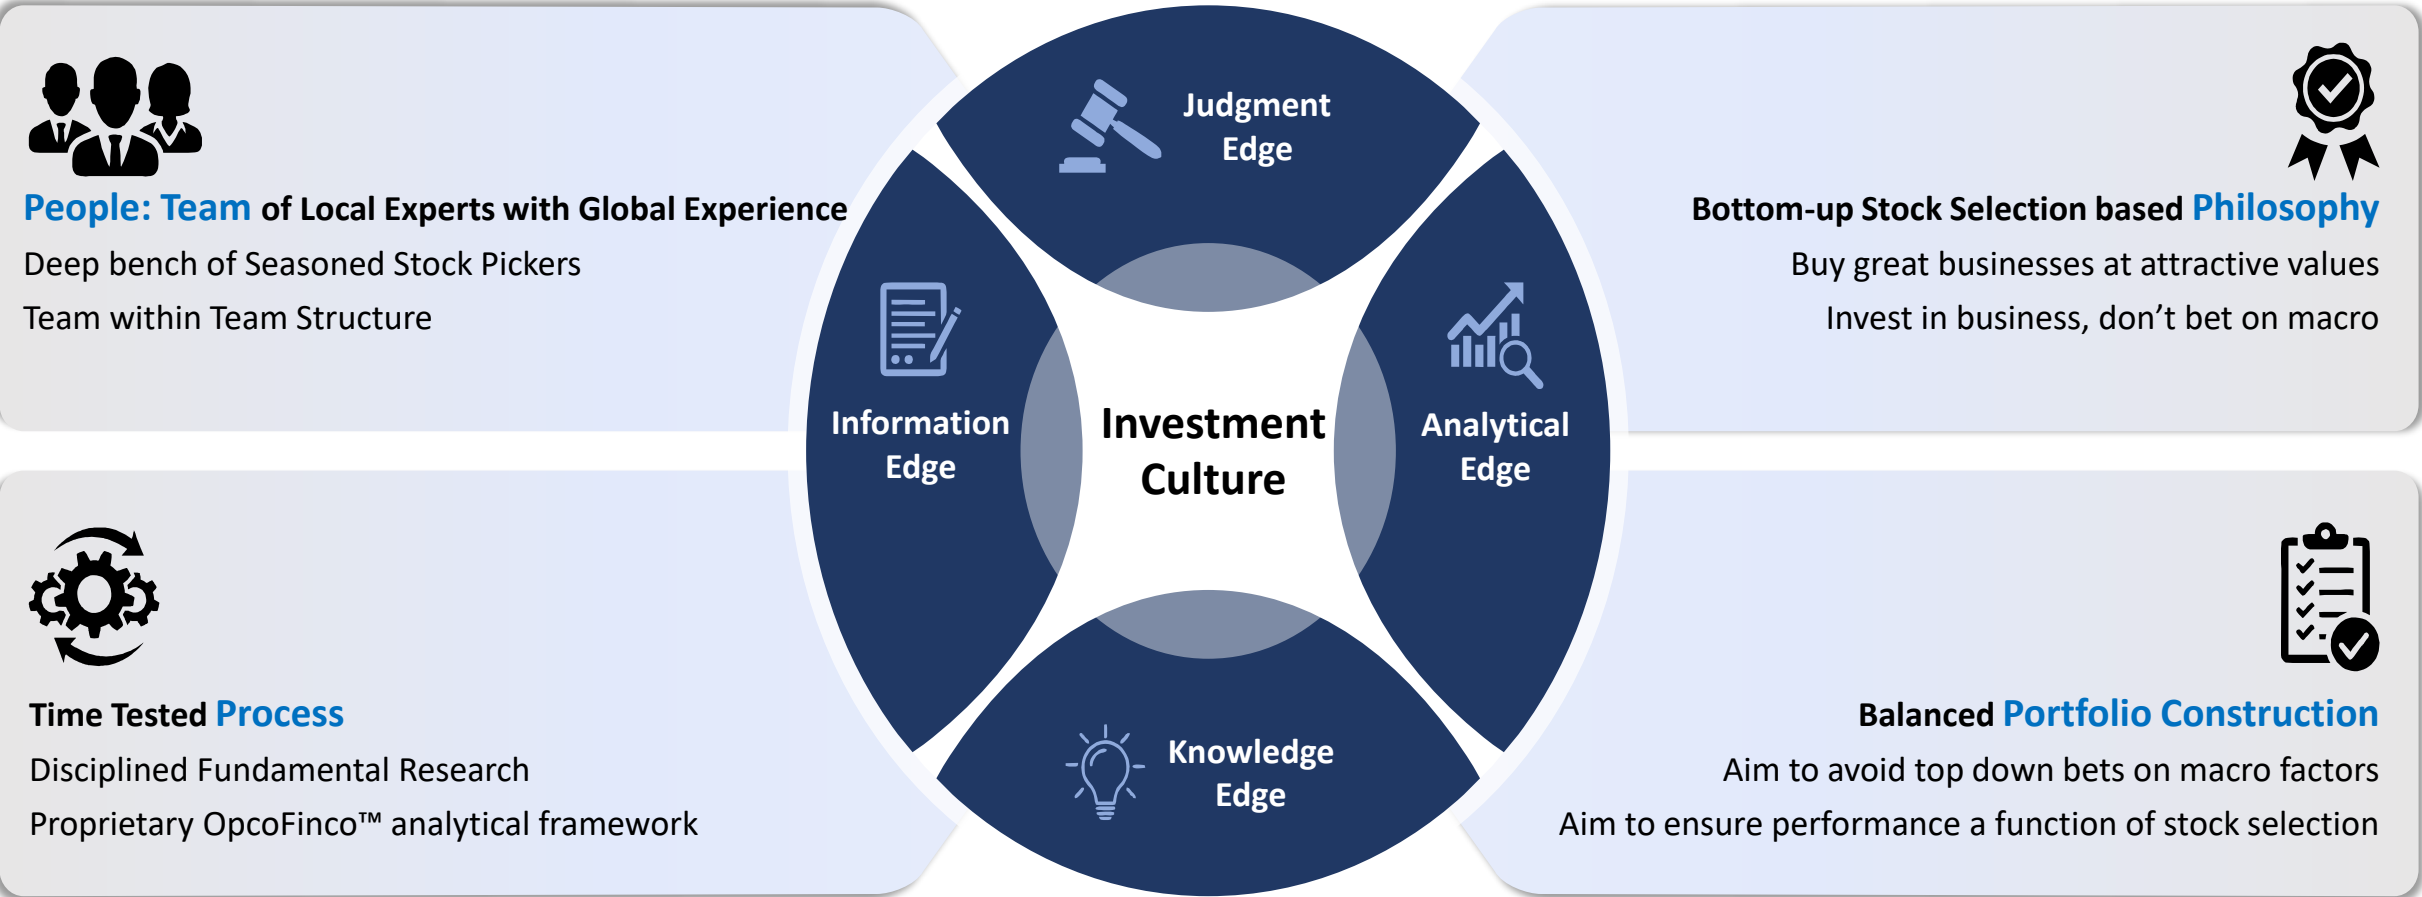 People: Team of Local Experts with Global Experience
Deep bench of Seasoned Stock Pickers
Team within Team Structure
Judgment
Edge
Bottom-up Stock Selection based Philosophy
Buy great businesses at attractive values
Invest in business, don’t bet on macro
Information
Edge
Investment
Culture
Analytical
Edge
Time Tested Process
Disciplined Fundamental Research
Proprietary OpcoFinco™ analytical framework
Knowledge
Edge
Balanced Portfolio Construction
Aim to avoid top down bets on macro factors
Aim to ensure performance a function of stock selection